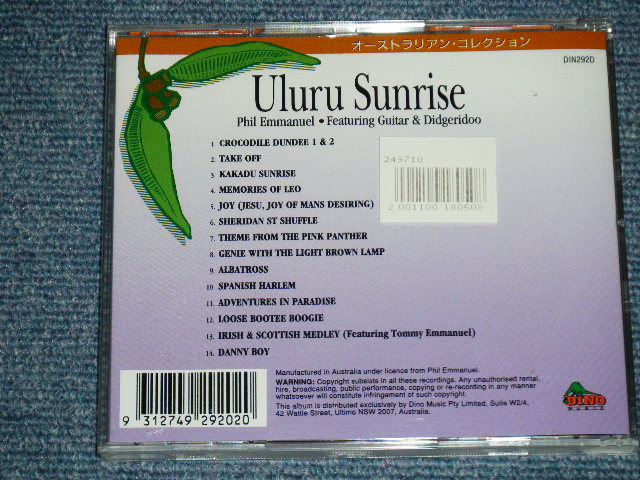 オーストラリアン・コレクション
DIN292D
Uluru Sunrise
Phil Emmanuel • Featuring Guitar & Didgeridoo
1. CROCODILE DUNDEE 1 & 2
2. TAKE OFF
3. KAKADU SUNRISE
4. MEMORIES OF LEO
5. JOY (JESU, JOY OF MANS DESIRING)
6. SHERIDAN ST SHUFFLE
7. THEME FROM THE PINK PANTHER
8. GENIE WITH THE LIGHT BROWN LAMP
9. ALBATROSS
10. SPANISH HARLEM
11. ADVENTURES IN PARADISE
12. LOOSE BOOTEE BOOGIE
13. IRISH & SCOTTISH MEDLEY (Featuring Tommy Emmanuel)
14. DANNY BOY
249710
2 001100 180508
Manufactured in Australia under licence from Phil Emmanuel.
WARNING: Copyright subsists in all these recordings. Any unauthorised rental,
hire, broadcasting, public performance, copying or re-recording in any manner
whatsoever will constitute infringement of such copyright.
This album is distributed exclusively by Dino Music Pty Limited, Suite W2/4,
42 Wattle Street, Ultimo NSW 2007, Australia.
9 312749 292020
DINO
MUSIC